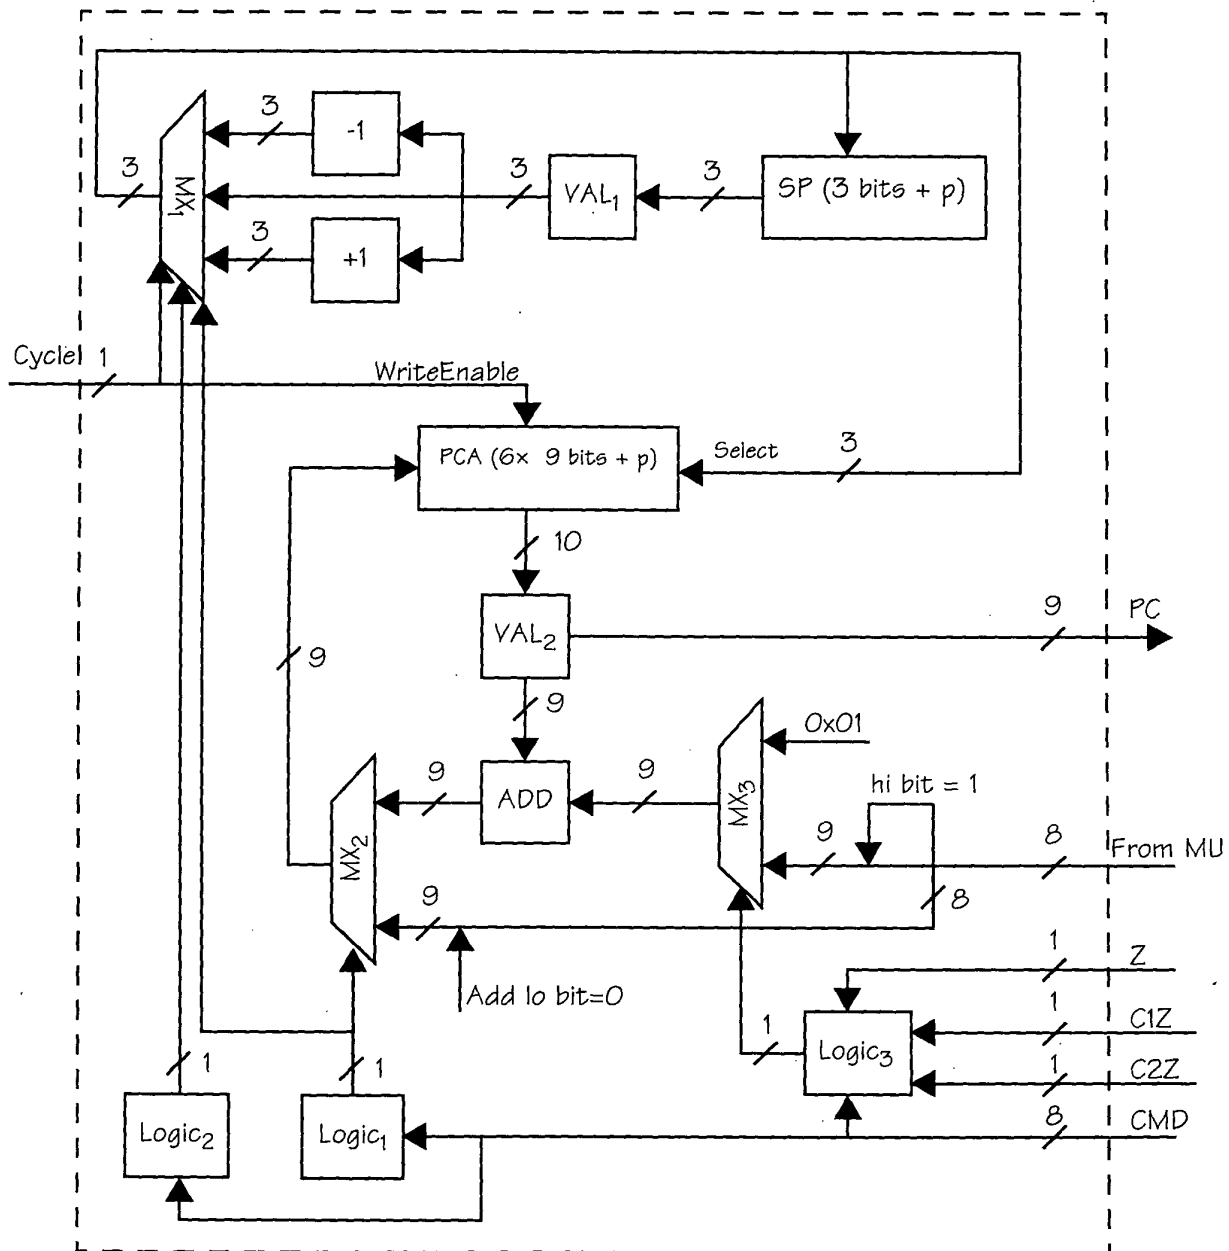 3
-1
3
MX1
3
VAL1
3
SP (3 bits + p)
3
+1
Cycle
1
WriteEnable
PCA (6x 9 bits + p)
Select
3
10
VAL2
9
PC
9
9
0x01
9
ADD
9
MX3
hi bit = 1
MX2
9
8
From MU
9
8
Add lo bit=0
1
Z
1
C1Z
1
Logic3
1
C2Z
1
1
Logic2
Logic1
8
CMD